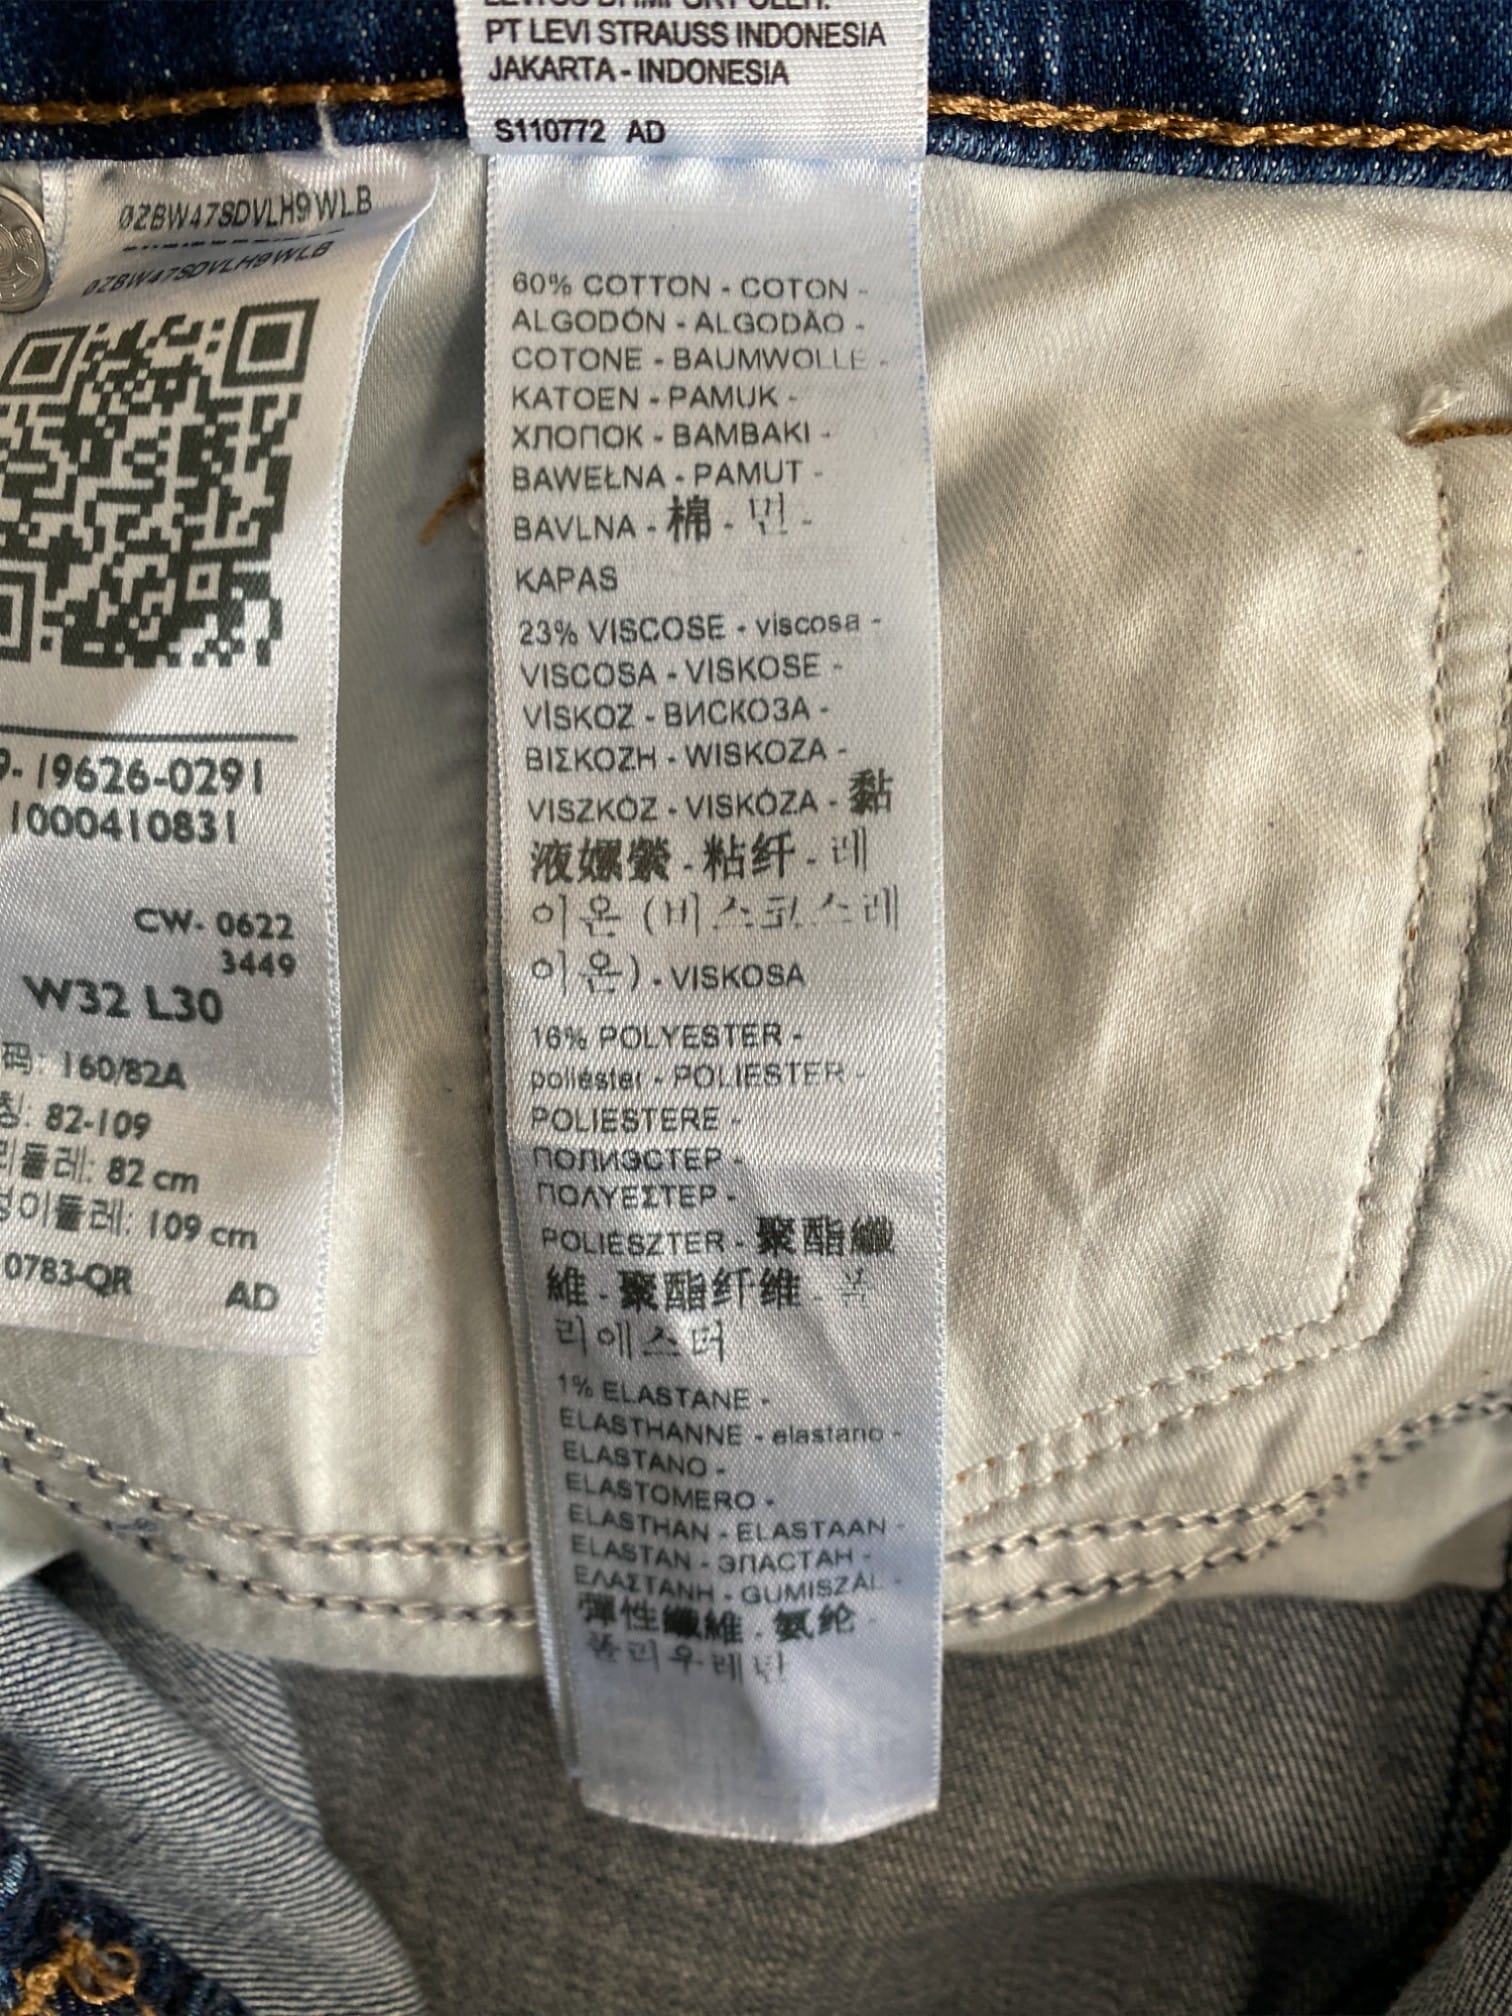 PT LEVI STRAUSS INDONESIA
JAKARTA - INDONESIA
S110772 AD
0ZBW47SDVLH9WLB
0ZBW47SDVLH9WLB
19626-0291
1000410831
CW- 0622
3449
W32 L30
码: 160/82A
칭: 82-109
리둘레: 82 cm
덩이둘레: 109 cm
0783-QR AD
60% COTTON - COTON -
ALGODÓN - ALGODÃO -
COTONE - BAUMWOLLE -
KATOEN - PAMUK -
ХЛОПОК - BAMBAKI -
BAWEŁNA - PAMUT -
BAVLNA - 棉 - 면 -
KAPAS
23% VISCOSE - viscosa -
VISCOSA - VISKOSE -
VİSKOZ - ВИСКОЗА -
ΒΙΣΚΟΖΗ - WISKOZA -
VISZKÓZ - VISKÓZA - 黏
液嫘縈 - 粘纤 - 레
이온 (비스코스레
이온) - VISKOSA
16% POLYESTER -
poliéster - POLIESTER -
POLIESTERE -
ПОЛИЭСТЕР -
ΠΟΛΥΕΣΤΕΡ -
POLIÉSZTER - 聚酯纖
維 - 聚酯纤维 - 폴
리에스터
1% ELASTANE -
ELASTHANNE - elastano -
ELASTANO -
ELASTOMERO -
ELASTHAN - ELASTAAN -
ELASTAN - ЭЛАСТАН -
ΕΛΑΣΤΑΝΗ - GUMISZÁL -
彈性纖維 - 氨纶 -
폴리우레탄